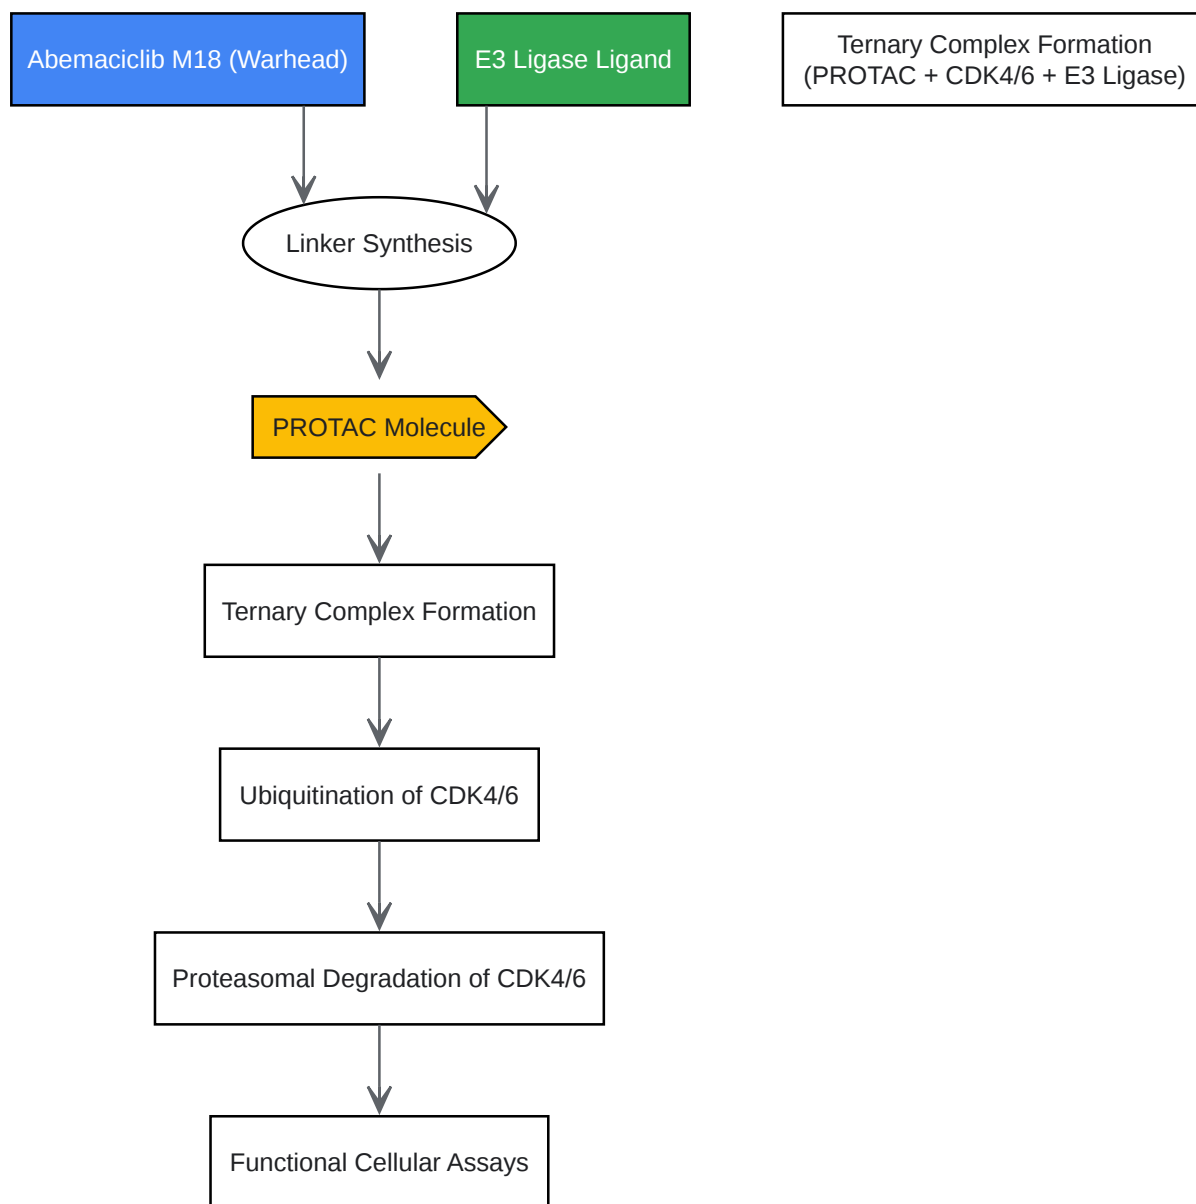 Abemaciclib M18 (Warhead)
E3 Ligase Ligand
Ternary Complex Formation
(PROTAC + CDK4/6 + E3 Ligase)
Linker Synthesis
PROTAC Molecule
Ternary Complex Formation
Ubiquitination of CDK4/6
Proteasomal Degradation of CDK4/6
Functional Cellular Assays